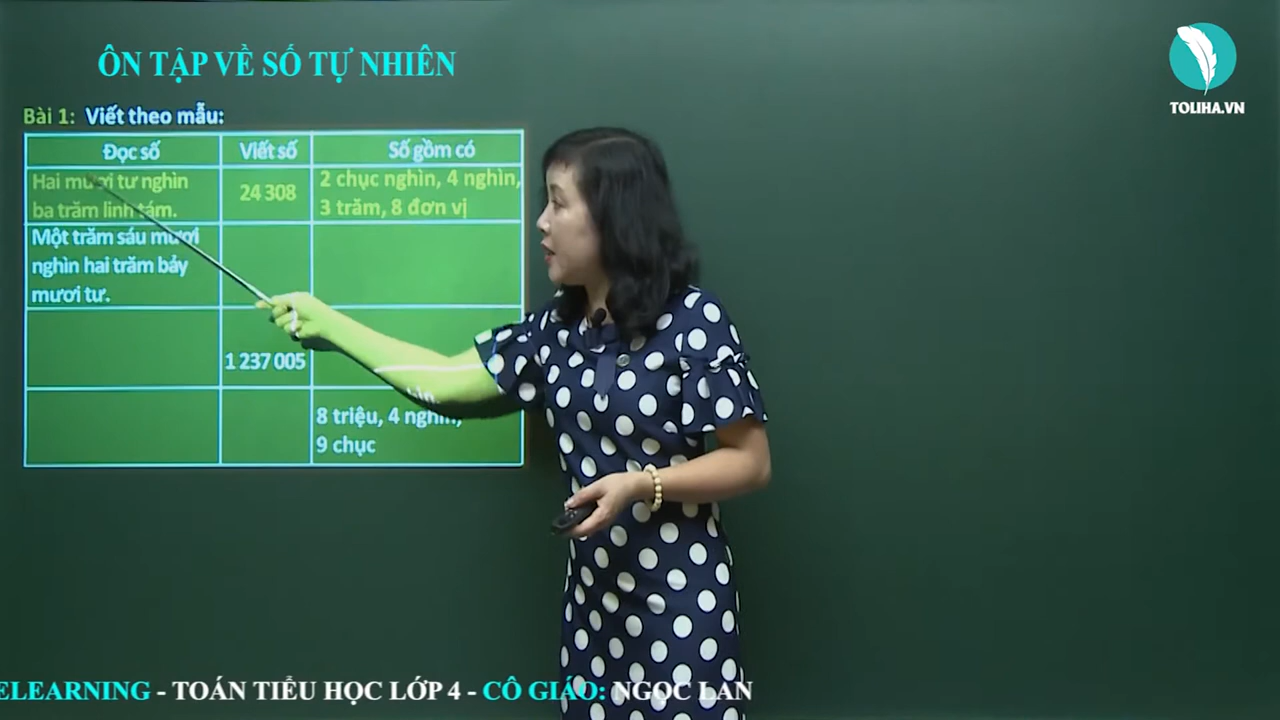 ÔN TẬP VỀ SỐ TỰ NHIÊN
TOLIHA.VN
Bài 1: Viết theo mẫu:
Đọc số Viết số Số gồm có
Hai mươi tư nghìn
ba trăm linh tám.
24 308
2 chục nghìn, 4 nghìn,
3 trăm, 8 đơn vị
Một trăm sáu mươi
nghìn hai trăm bảy
mươi tư.
1 237 005
8 triệu, 4 nghìn,
9 chục
ELEARNING - TOÁN TIỂU HỌC LỚP 4 - CÔ GIÁO: NGỌC LAN